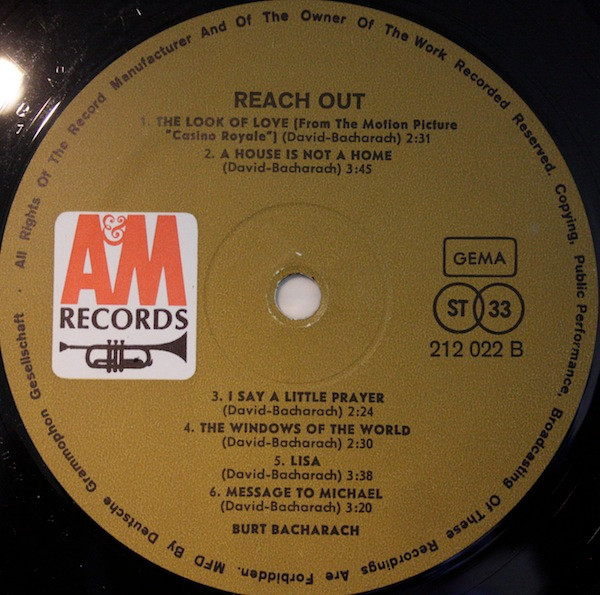 All Rights Of The Record Manufacturer And Of The Owner Of The Work Recorded Reserved. Copying, Public Performance, Broadcasting Of These Recordings Are Forbidden. MFD By Deutsche Grammophon Gesellschaft ·
REACH OUT
1. THE LOOK OF LOVE (From The Motion Picture
"Casino Royale") (David-Bacharach) 2:31
2. A HOUSE IS NOT A HOME
(David-Bacharach) 3:45
A&M
RECORDS
GEMA
ST 33
212 022 B
3. I SAY A LITTLE PRAYER
(David-Bacharach) 2:24
4. THE WINDOWS OF THE WORLD
(David-Bacharach) 2:30
5. LISA
(David-Bacharach) 3:38
6. MESSAGE TO MICHAEL
(David-Bacharach) 3:20
BURT BACHARACH